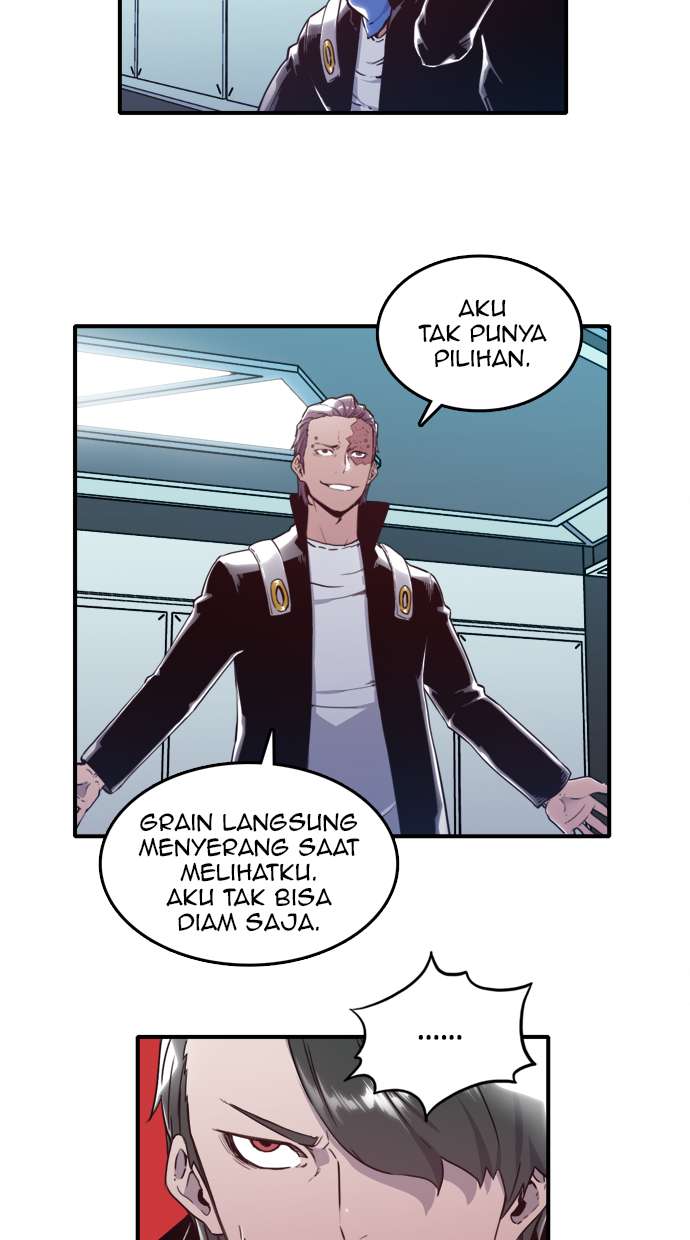 AKU
TAK PUNYA
PILIHAN.
GRAIN LANGSUNG
MENYERANG SAAT
MELIHATKU.
AKU TAK BISA
DIAM SAJA.
......